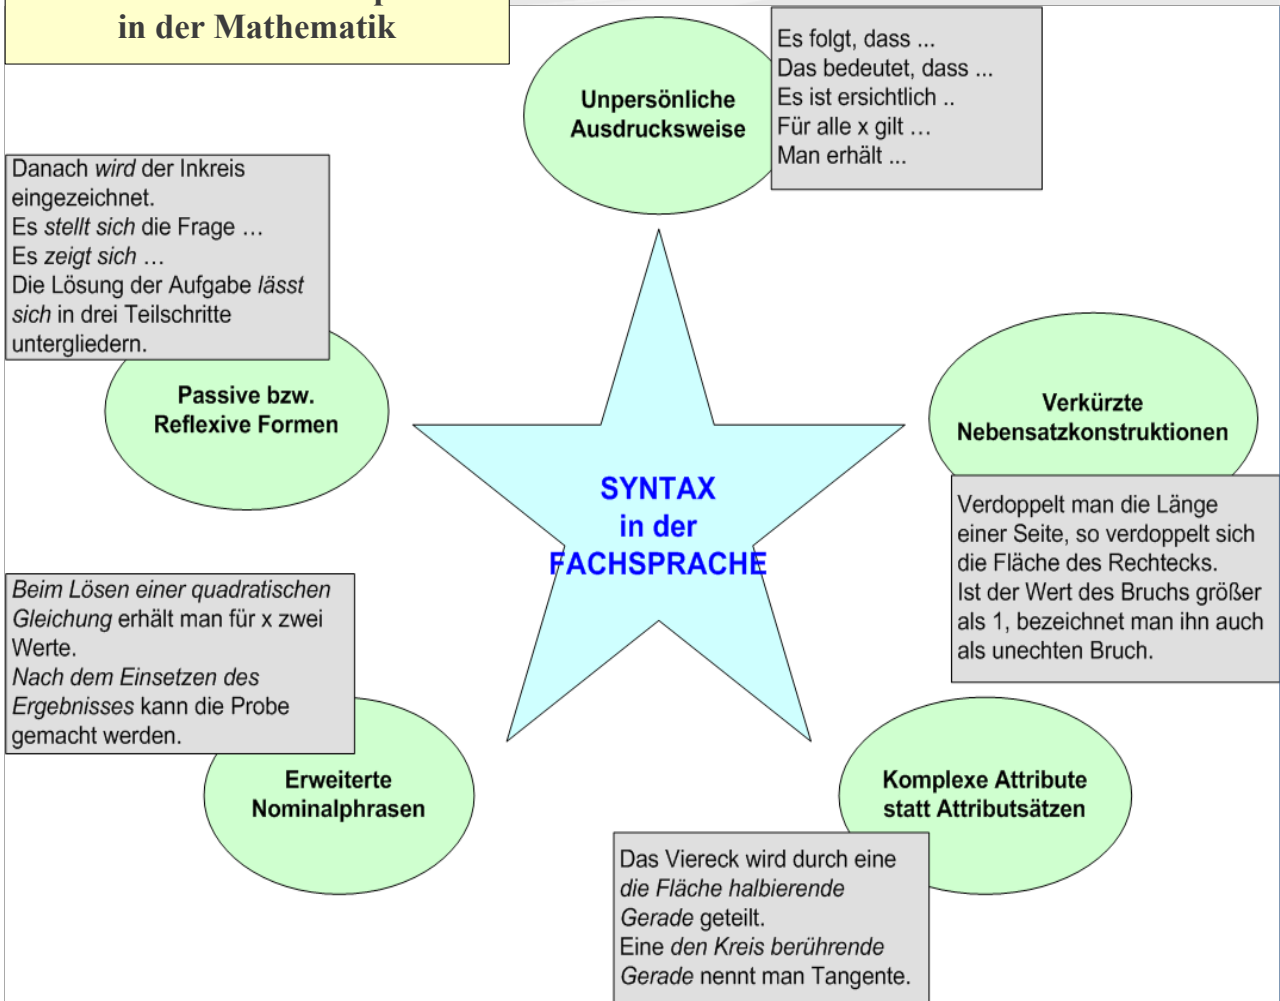 in der Mathematik
Unpersönliche
Ausdrucksweise
Es folgt, dass ...
Das bedeutet, dass ...
Es ist ersichtlich ..
Für alle x gilt …
Man erhält ...
Danach wird der Inkreis
eingezeichnet.
Es stellt sich die Frage …
Es zeigt sich …
Die Lösung der Aufgabe lässt
sich in drei Teilschritte
untergliedern.
Passive bzw.
Reflexive Formen
Verkürzte
Nebensatzkonstruktionen
Verdoppelt man die Länge
einer Seite, so verdoppelt sich
die Fläche des Rechtecks.
Ist der Wert des Bruchs größer
als 1, bezeichnet man ihn auch
als unechten Bruch.
SYNTAX
in der
FACHSPRACHE
Beim Lösen einer quadratischen
Gleichung erhält man für x zwei
Werte.
Nach dem Einsetzen des
Ergebnisses kann die Probe
gemacht werden.
Erweiterte
Nominalphrasen
Komplexe Attribute
statt Attributsätzen
Das Viereck wird durch eine
die Fläche halbierende
Gerade geteilt.
Eine den Kreis berührende
Gerade nennt man Tangente.